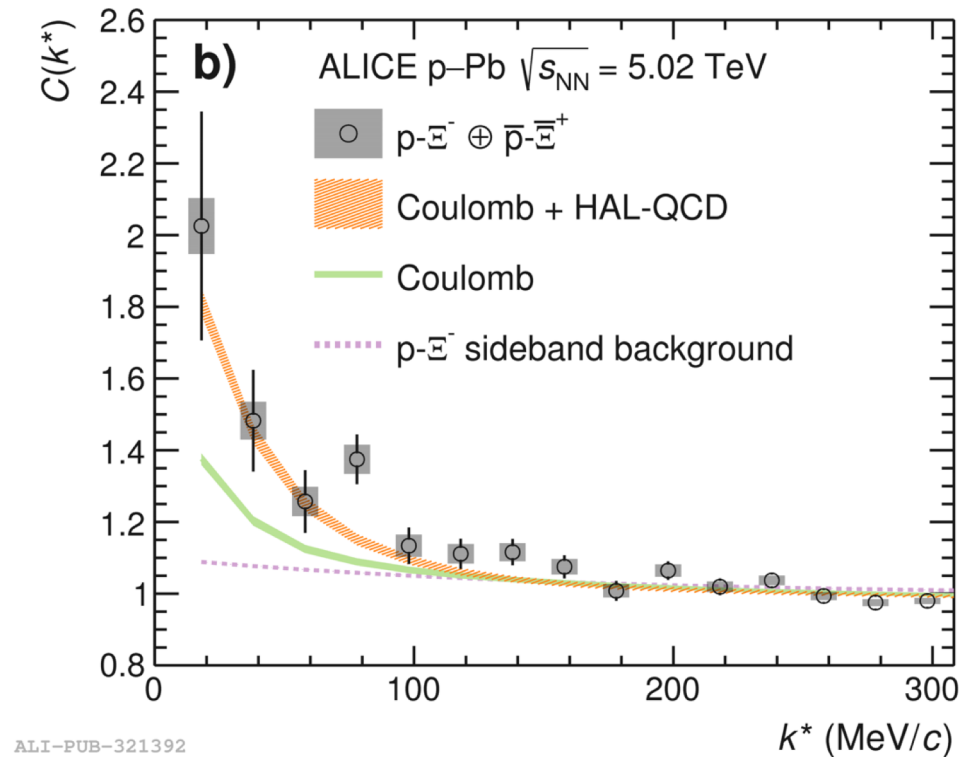 b) ALICE p–Pb √s_NN = 5.02 TeV
p-Ξ⁻ ⊕ p̅-Ξ̅⁺
Coulomb + HAL-QCD
Coulomb
p-Ξ⁻ sideband background
C(k*)
2.6
2.4
2.2
2
1.8
1.6
1.4
1.2
1
0.8
0
100
200
300
k* (MeV/c)
ALI-PUB-321392